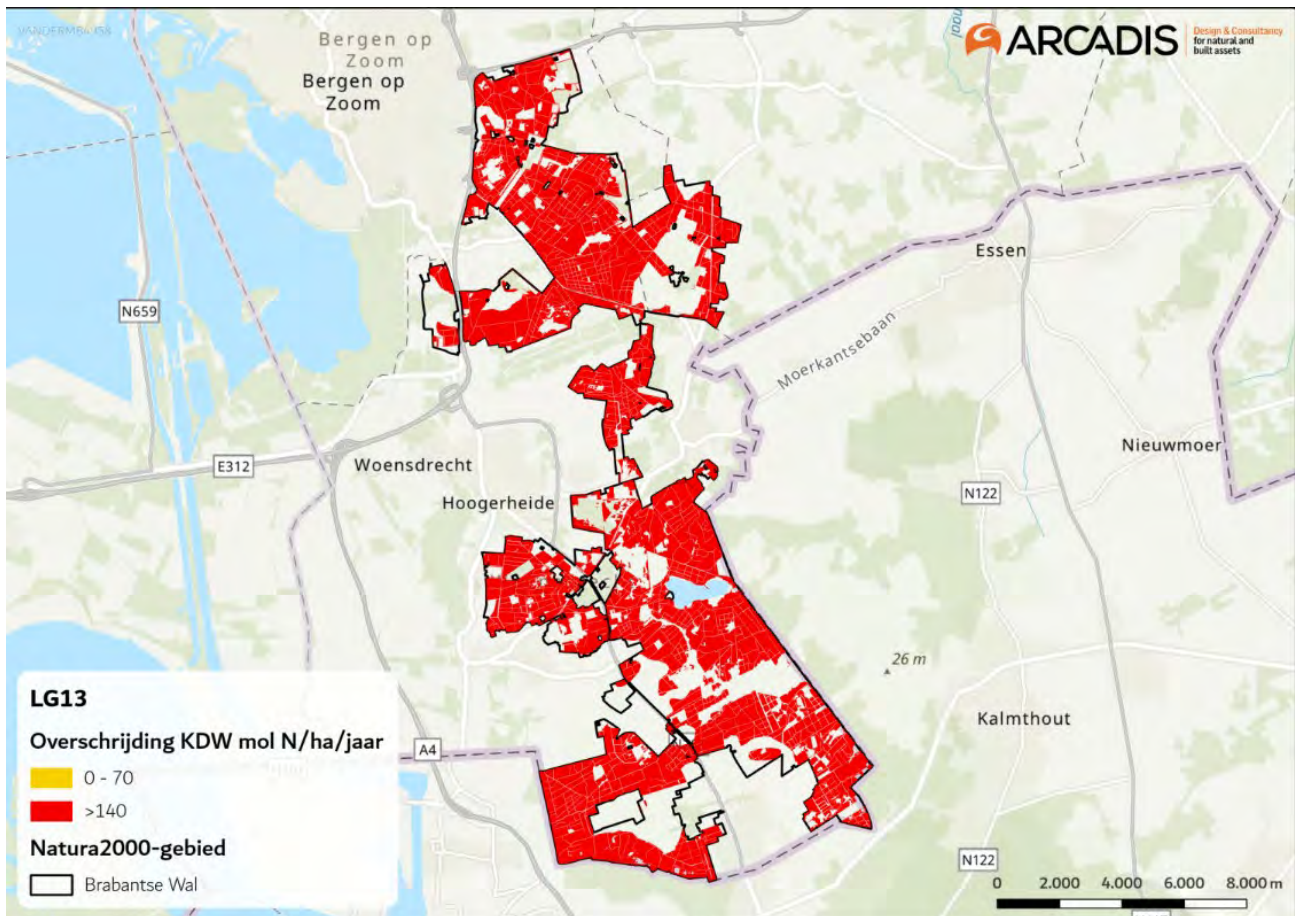 Bergen op
Zoom
Bergen op
Zoom
ARCADIS
Design & Consultancy
for natural and
built assets
Essen
N659
Moerkantsebaan
Nieuwmoer
E312
Woensdrecht
N122
Hoogerheide
26 m
Kalmthout
A4
LG13
Overschrijding KDW mol N/ha/jaar
0 - 70
>140
Natura2000-gebied
Brabantse Wal
N122
0 2.000 4.000 6.000 8.000 m